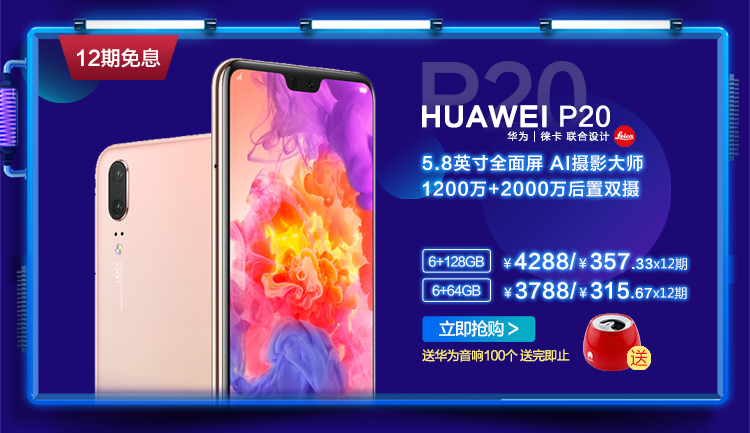 12期免息
P20
HUAWEI P20
华为 | 徕卡 联合设计 Leica
5.8英寸全面屏 AI摄影大师
1200万+2000万后置双摄
6+128GB ¥4288/¥357.33x12期
6+64GB ¥3788/¥315.67x12期
立即抢购 >
送华为音响100个 送完即止
送
LEICA